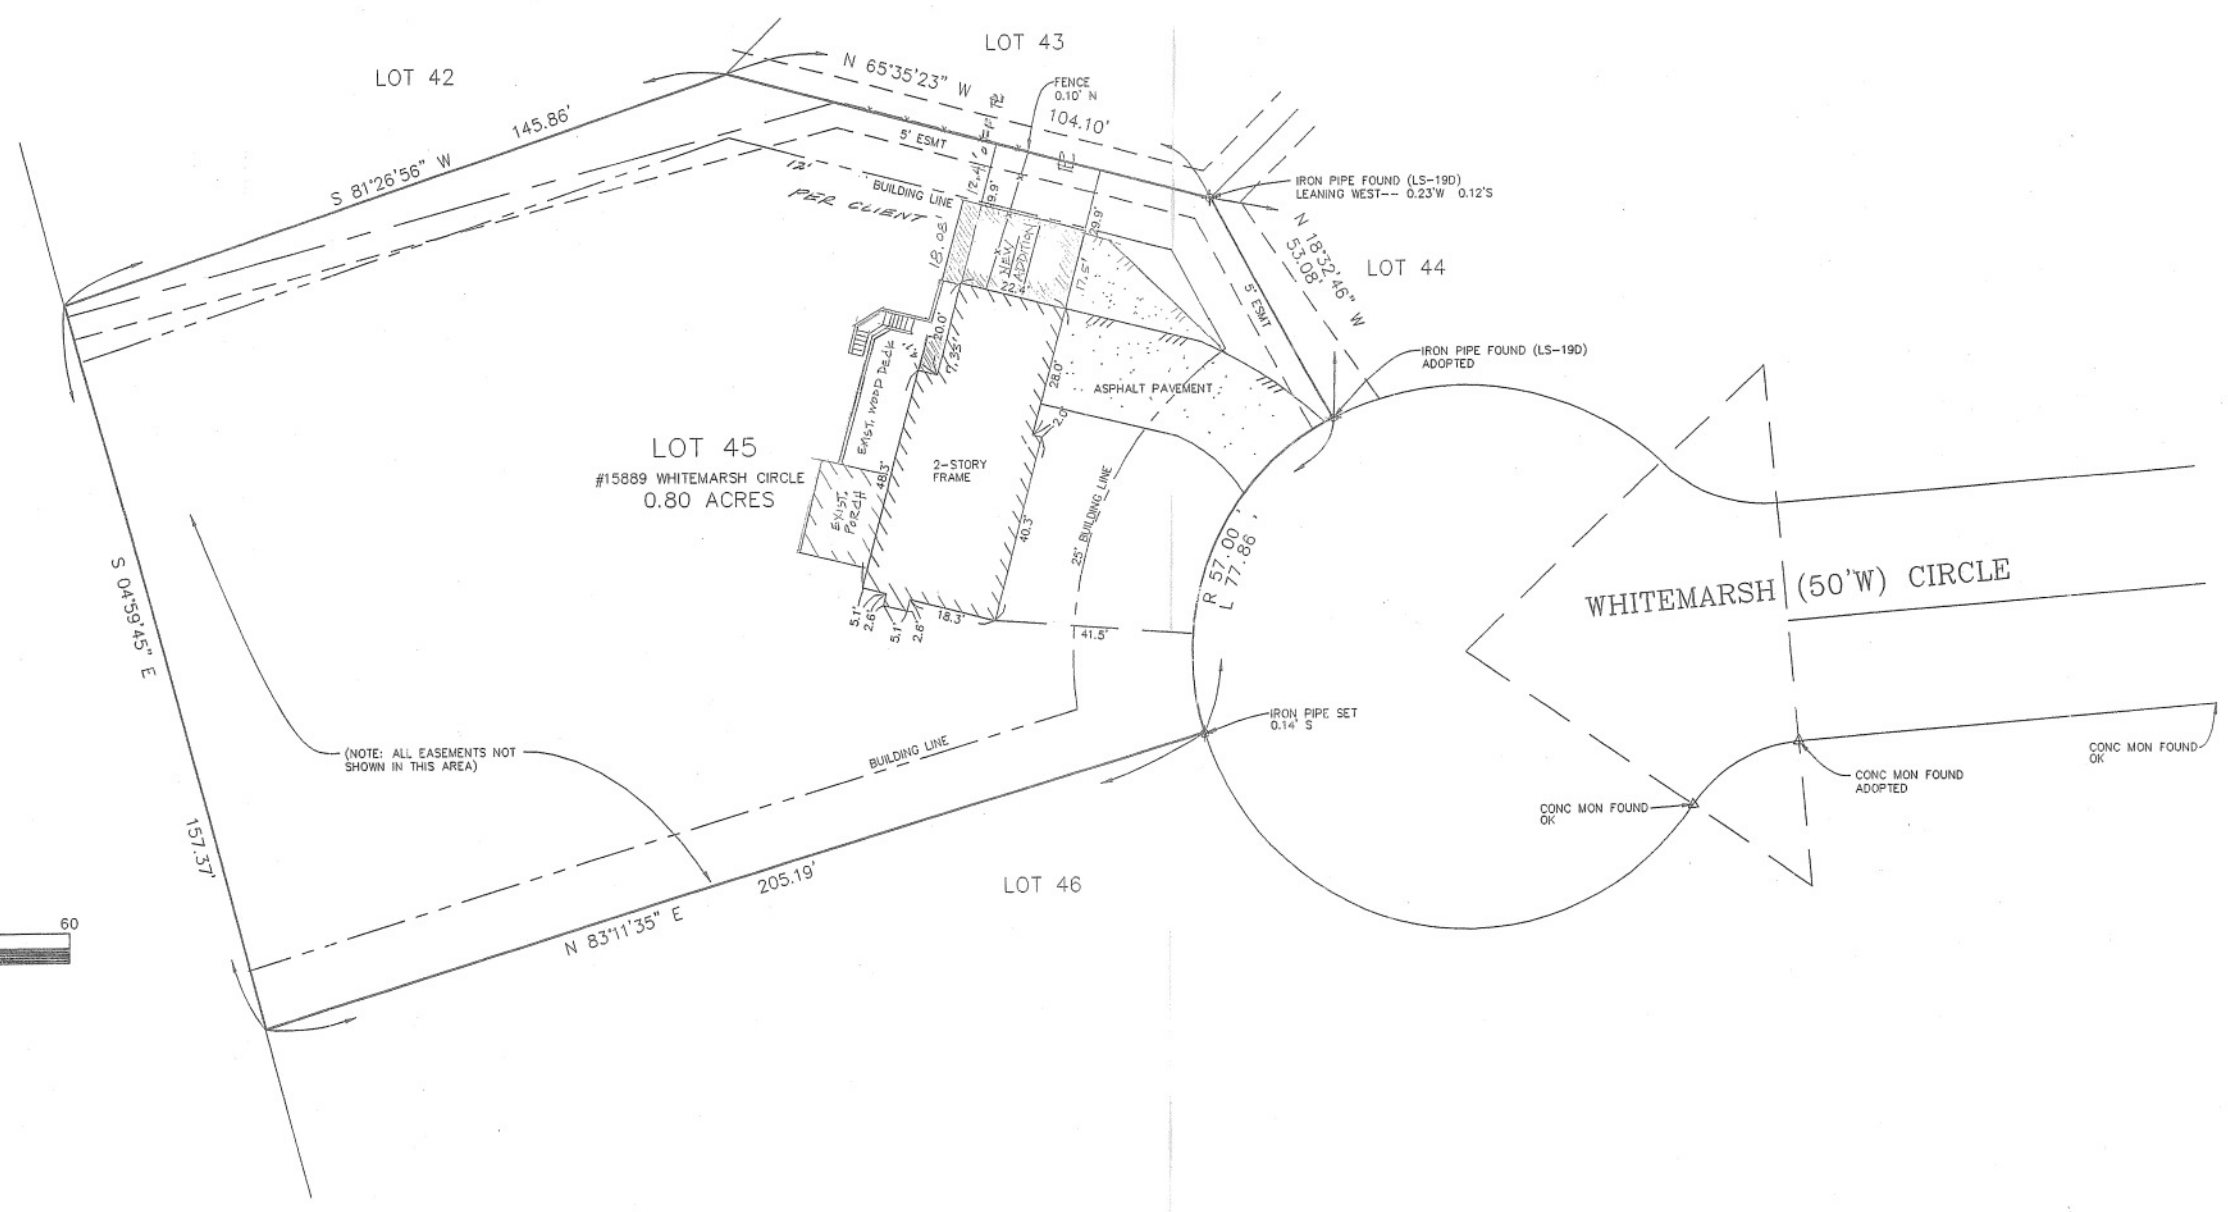 LOT 42
LOT 43
N 65°35'23" W
104.10'
FENCE
0.10' N
145.86'
S 81°26'56" W
5' ESMT
12'
BUILDING LINE
PER CLIENT
12.4'
9.9'
29.9'
18.08'
NEW
ADDITION
22.4'
17.5'
IRON PIPE FOUND (LS-19D)
LEANING WEST-- 0.23'W 0.12'S
N 18°32'46" W
53.08'
LOT 44
5' ESMT
IRON PIPE FOUND (LS-19D)
ADOPTED
20.0'
7.33'
EXIST. WOOD DECK
28.0'
ASPHALT PAVEMENT
2.0'
LOT 45
#15889 WHITEMARSH CIRCLE
0.80 ACRES
2-STORY
FRAME
48.3'
EXIST.
PORCH
40.3'
25' BUILDING LINE
R 57.00'
L 77.86'
WHITEMARSH (50'W) CIRCLE
5.1'
2.6'
5.1'
2.6'
18.3'
41.5'
S 04°59'45" E
157.37'
IRON PIPE SET
0.14' S
(NOTE: ALL EASEMENTS NOT
SHOWN IN THIS AREA)
BUILDING LINE
CONC MON FOUND
OK
CONC MON FOUND
ADOPTED
CONC MON FOUND
OK
205.19'
N 83°11'35" E
LOT 46
60